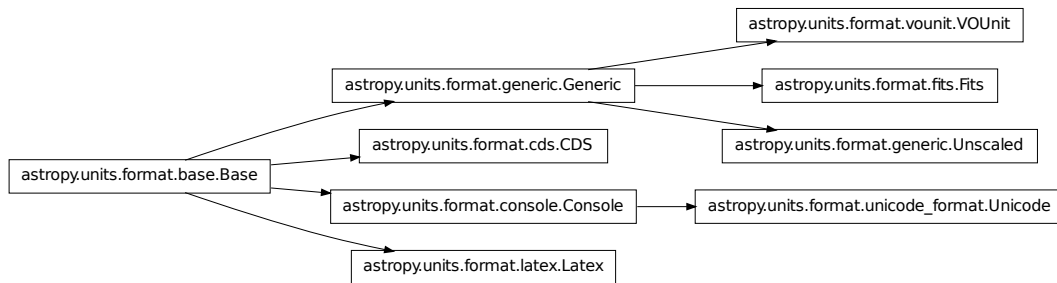 astropy.units.format.vounit.VOUnit
astropy.units.format.generic.Generic
astropy.units.format.fits.Fits
astropy.units.format.cds.CDS
astropy.units.format.generic.Unscaled
astropy.units.format.base.Base
astropy.units.format.console.Console
astropy.units.format.unicode_format.Unicode
astropy.units.format.latex.Latex